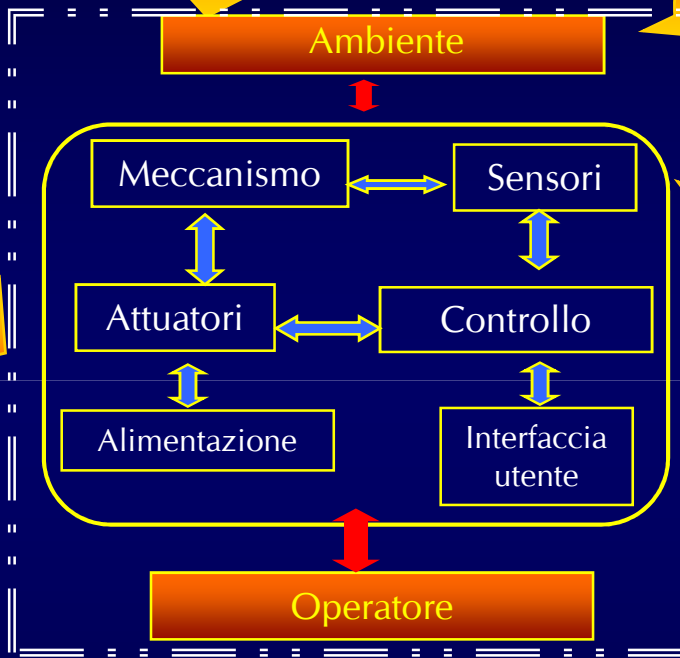 Ambiente
Meccanismo
Sensori
Attuatori
Controllo
Alimentazione
Interfaccia
utente
Operatore